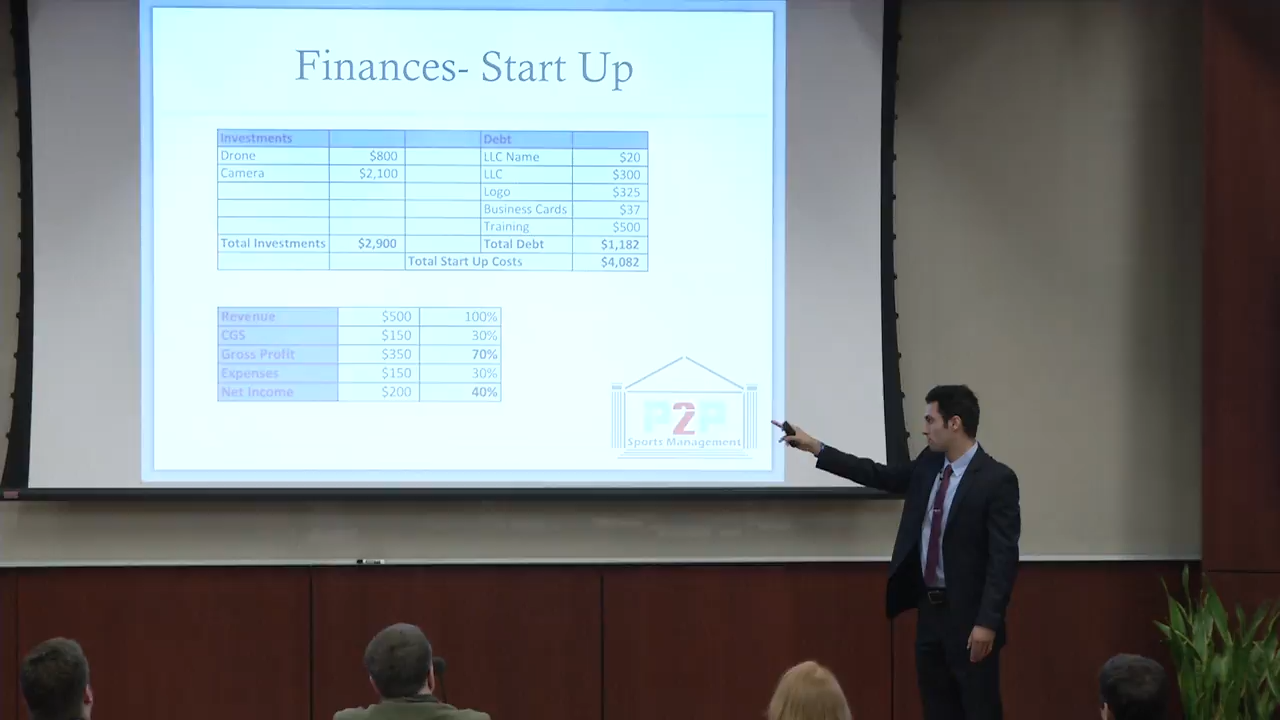 Finances- Start Up
Investments Debt
Drone $800 LLC Name $20
Camera $2,100 LLC $300
Logo $325
Business Cards $37
Training $500
Total Investments $2,900 Total Debt $1,182
Total Start Up Costs $4,082
Revenue $500 100%
CGS $150 30%
Gross Profit $350 70%
Expenses $150 30%
Net Income $200 40%
P2P
Sports Management